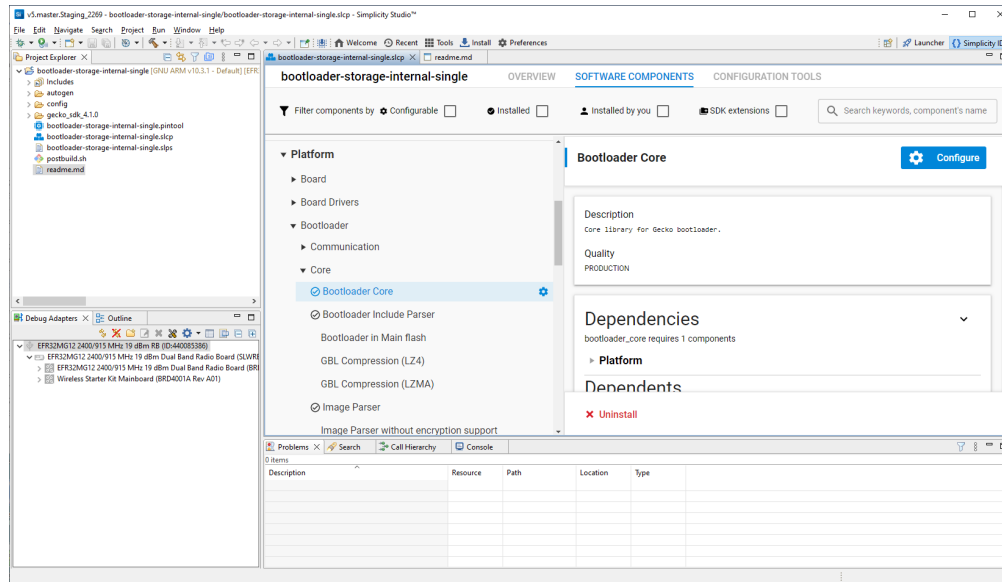 v5.master.Staging_2269 - bootloader-storage-internal-single/bootloader-storage-internal-single.slcp - Simplicity Studio™
File Edit Navigate Search Project Run Window Help
Welcome Recent Tools Install Preferences Launcher {} Simplicity ID
Project Explorer
bootloader-storage-internal-single [GNU ARM v10.3.1 - Default] [EFR
Includes
autogen
config
gecko_sdk_4.1.0
bootloader-storage-internal-single.pintool
bootloader-storage-internal-single.slcp
bootloader-storage-internal-single.slps
postbuild.sh
readme.md
Debug Adapters Outline
EFR32MG12 2400/915 MHz 19 dBm RB (ID:440085386)
EFR32MG12 2400/915 MHz 19 dBm Dual Band Radio Board (SLWRB
EFR32MG12 2400/915 MHz 19 dBm Dual Band Radio Board (BRI
Wireless Starter Kit Mainboard (BRD4001A Rev A01)
bootloader-storage-internal-single.slcp readme.md
bootloader-storage-internal-single OVERVIEW SOFTWARE COMPONENTS CONFIGURATION TOOLS
Filter components by Configurable Installed Installed by you SDK extensions Search keywords, component's name
Platform
Board
Board Drivers
Bootloader
Communication
Core
Bootloader Core
Bootloader Include Parser
Bootloader in Main flash
GBL Compression (LZ4)
GBL Compression (LZMA)
Image Parser
Image Parser without encryption support
Bootloader Core Configure
Description
Core library for Gecko bootloader.
Quality
PRODUCTION
Dependencies
bootloader_core requires 1 components
Platform
Dependents
Uninstall
Problems Search Call Hierarchy Console
0 items
Description Resource Path Location Type